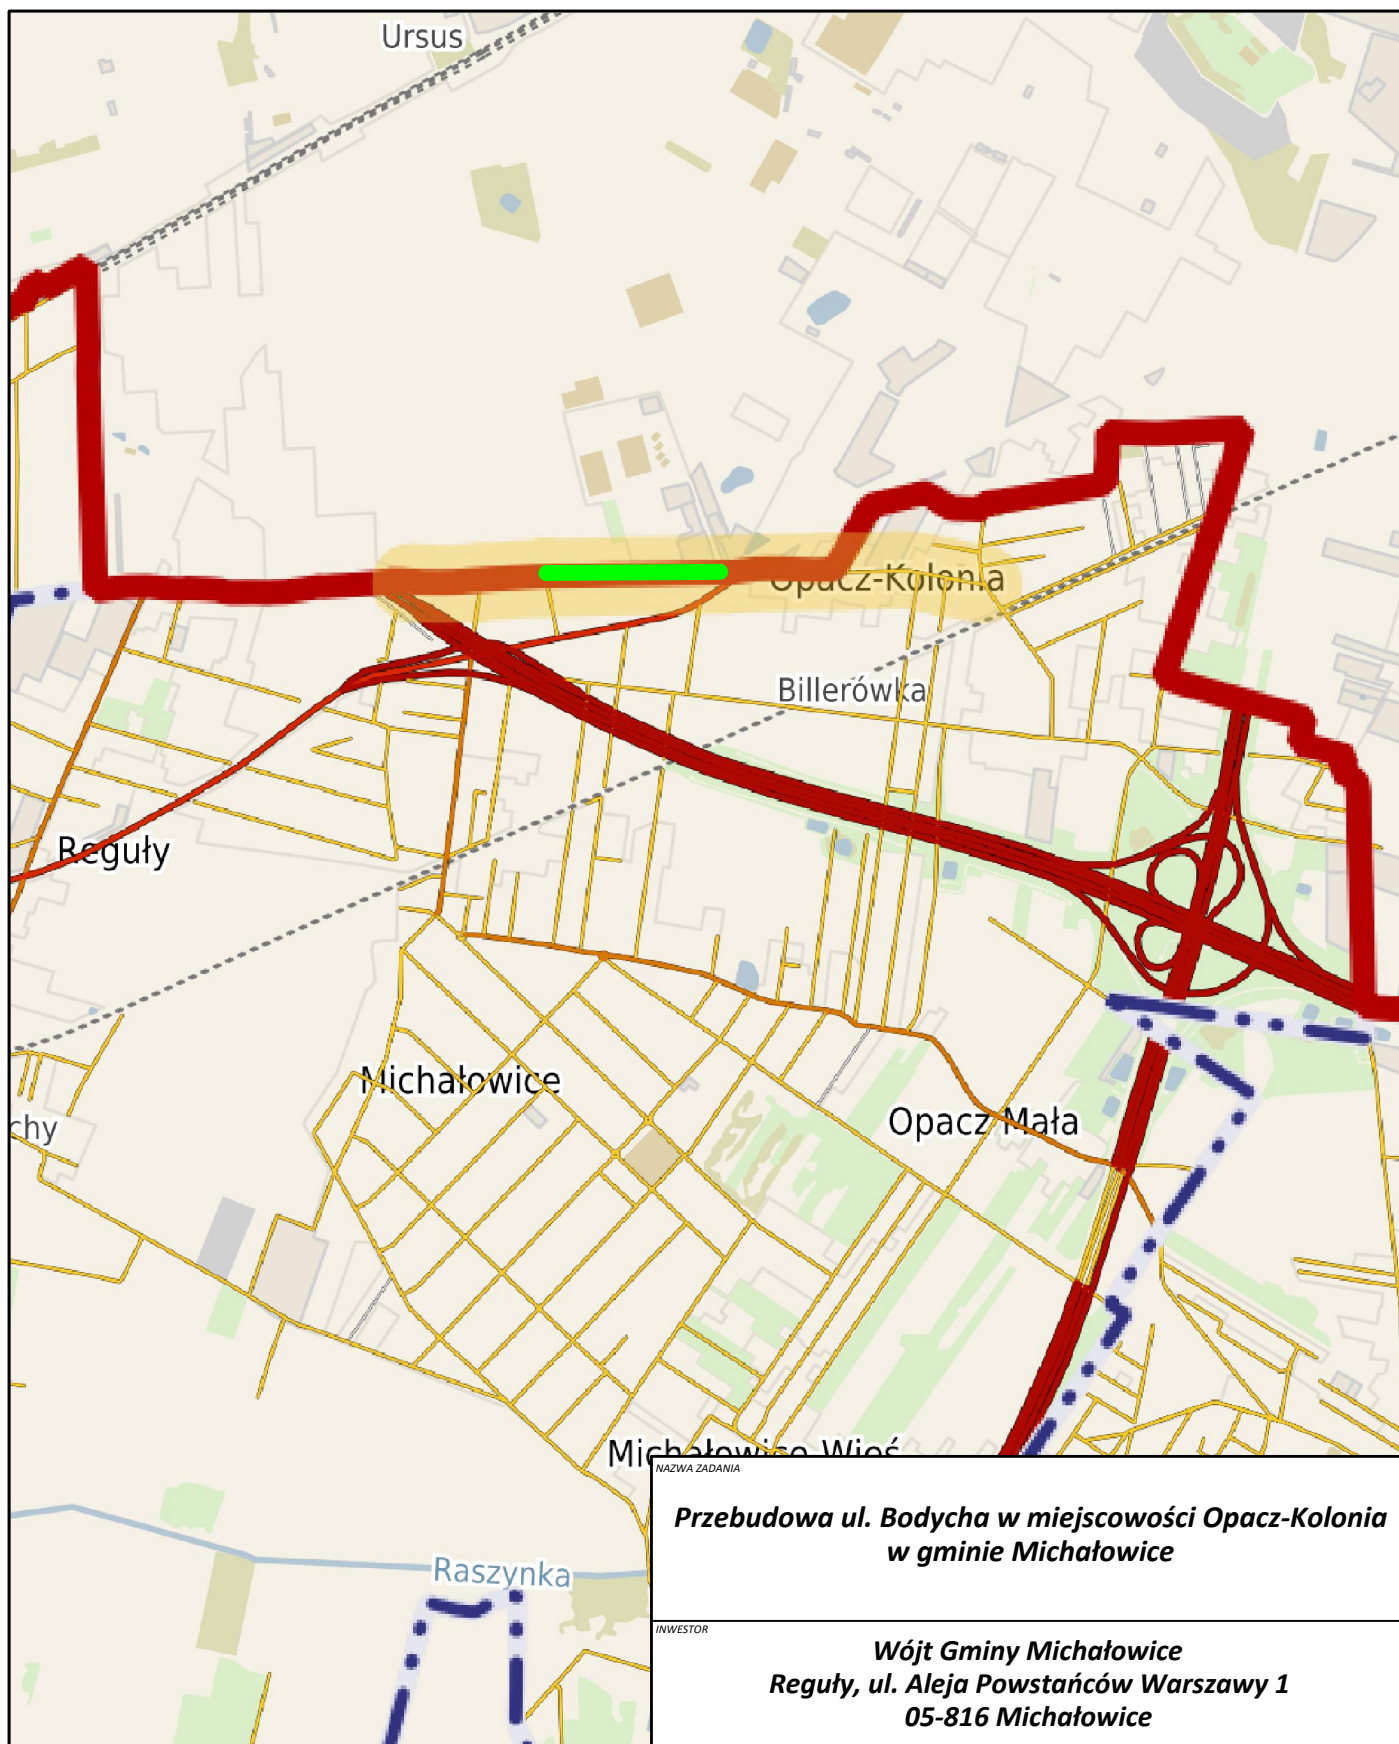 Ursus
Opacz-Kolonia
Billerówka
Reguły
Michałowice
Opacz Mała
chy
Michałowice-Wieś
Raszynka
NAZWA ZADANIA
Przebudowa ul. Bodycha w miejscowości Opacz-Kolonia
w gminie Michałowice
INWESTOR
Wójt Gminy Michałowice
Reguły, ul. Aleja Powstańców Warszawy 1
05-816 Michałowice